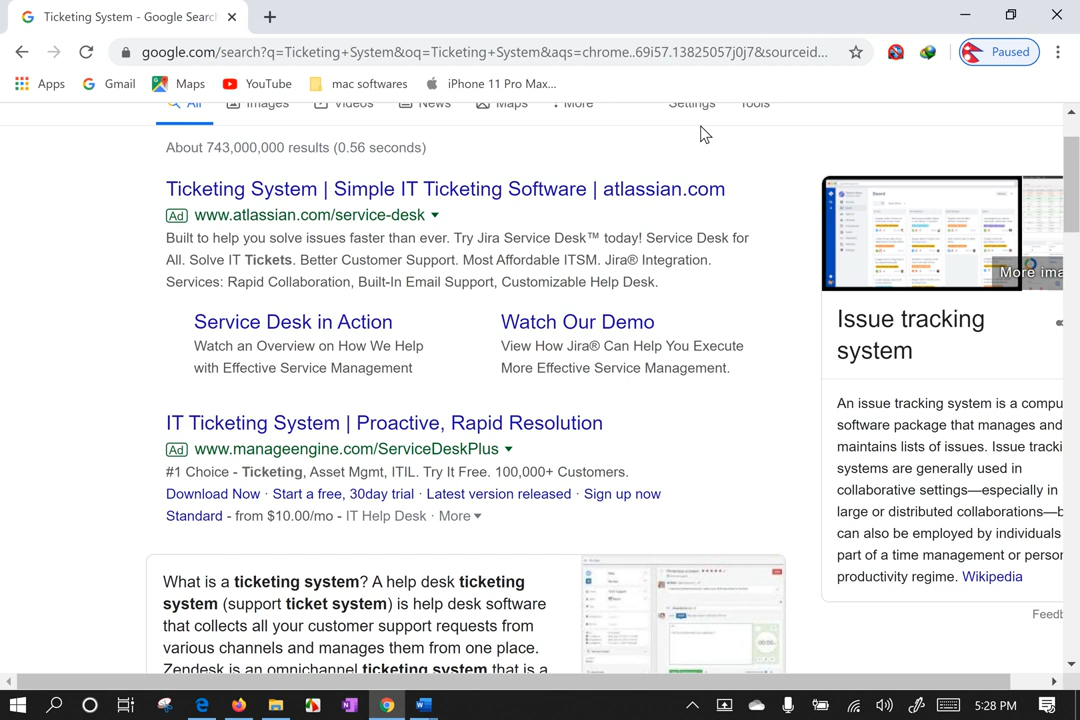 Ticketing System - Google Search
google.com/search?q=Ticketing+System&oq=Ticketing+System&aqs=chrome..69i57.13825057j0j7&sourceid...
Paused
Apps Gmail Maps YouTube mac softwares iPhone 11 Pro Max...
All Images Videos News Maps More Settings Tools
About 743,000,000 results (0.56 seconds)
Ticketing System | Simple IT Ticketing Software | atlassian.com
Ad www.atlassian.com/service-desk
Built to help you solve issues faster than ever. Try Jira Service Desk™ today! Service Desk for
All. Solve IT Tickets. Better Customer Support. Most Affordable ITSM. Jira® Integration.
Services: Rapid Collaboration, Built-In Email Support, Customizable Help Desk.
Service Desk in Action
Watch an Overview on How We Help
with Effective Service Management
Watch Our Demo
View How Jira® Can Help You Execute
More Effective Service Management.
IT Ticketing System | Proactive, Rapid Resolution
Ad www.manageengine.com/ServiceDeskPlus
#1 Choice - Ticketing, Asset Mgmt, ITIL. Try It Free. 100,000+ Customers.
Download Now · Start a free, 30day trial · Latest version released · Sign up now
Standard - from $10.00/mo - IT Help Desk · More
What is a ticketing system? A help desk ticketing
system (support ticket system) is help desk software
that collects all your customer support requests from
various channels and manages them from one place.
Zendesk is an omnichannel ticketing system that is a
More ima
Issue tracking
system
An issue tracking system is a compu
software package that manages and
maintains lists of issues. Issue tracki
systems are generally used in
collaborative settings—especially in
large or distributed collaborations—b
can also be employed by individuals
part of a time management or person
productivity regime. Wikipedia
Feedb
5:28 PM